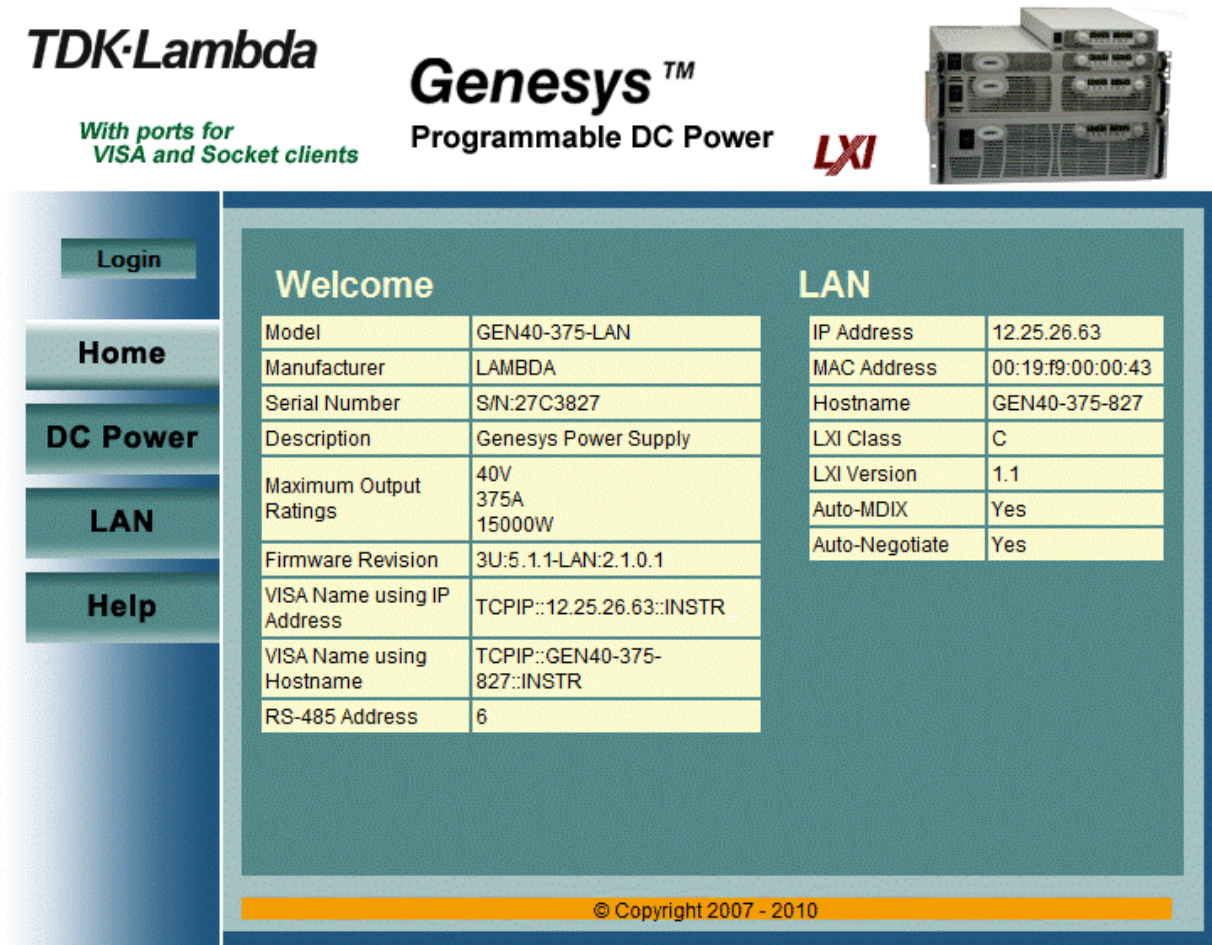 TDK·Lambda
With ports for
VISA and Socket clients
Genesys™
Programmable DC Power
LXI
Login
Home
DC Power
LAN
Help
Welcome
Model GEN40-375-LAN
Manufacturer LAMBDA
Serial Number S/N:27C3827
Description Genesys Power Supply
Maximum Output
Ratings
40V
375A
15000W
Firmware Revision 3U:5.1.1-LAN:2.1.0.1
VISA Name using IP
Address
TCPIP::12.25.26.63::INSTR
VISA Name using
Hostname
TCPIP::GEN40-375-
827::INSTR
RS-485 Address 6
LAN
IP Address 12.25.26.63
MAC Address 00:19:f9:00:00:43
Hostname GEN40-375-827
LXI Class C
LXI Version 1.1
Auto-MDIX Yes
Auto-Negotiate Yes
© Copyright 2007 - 2010